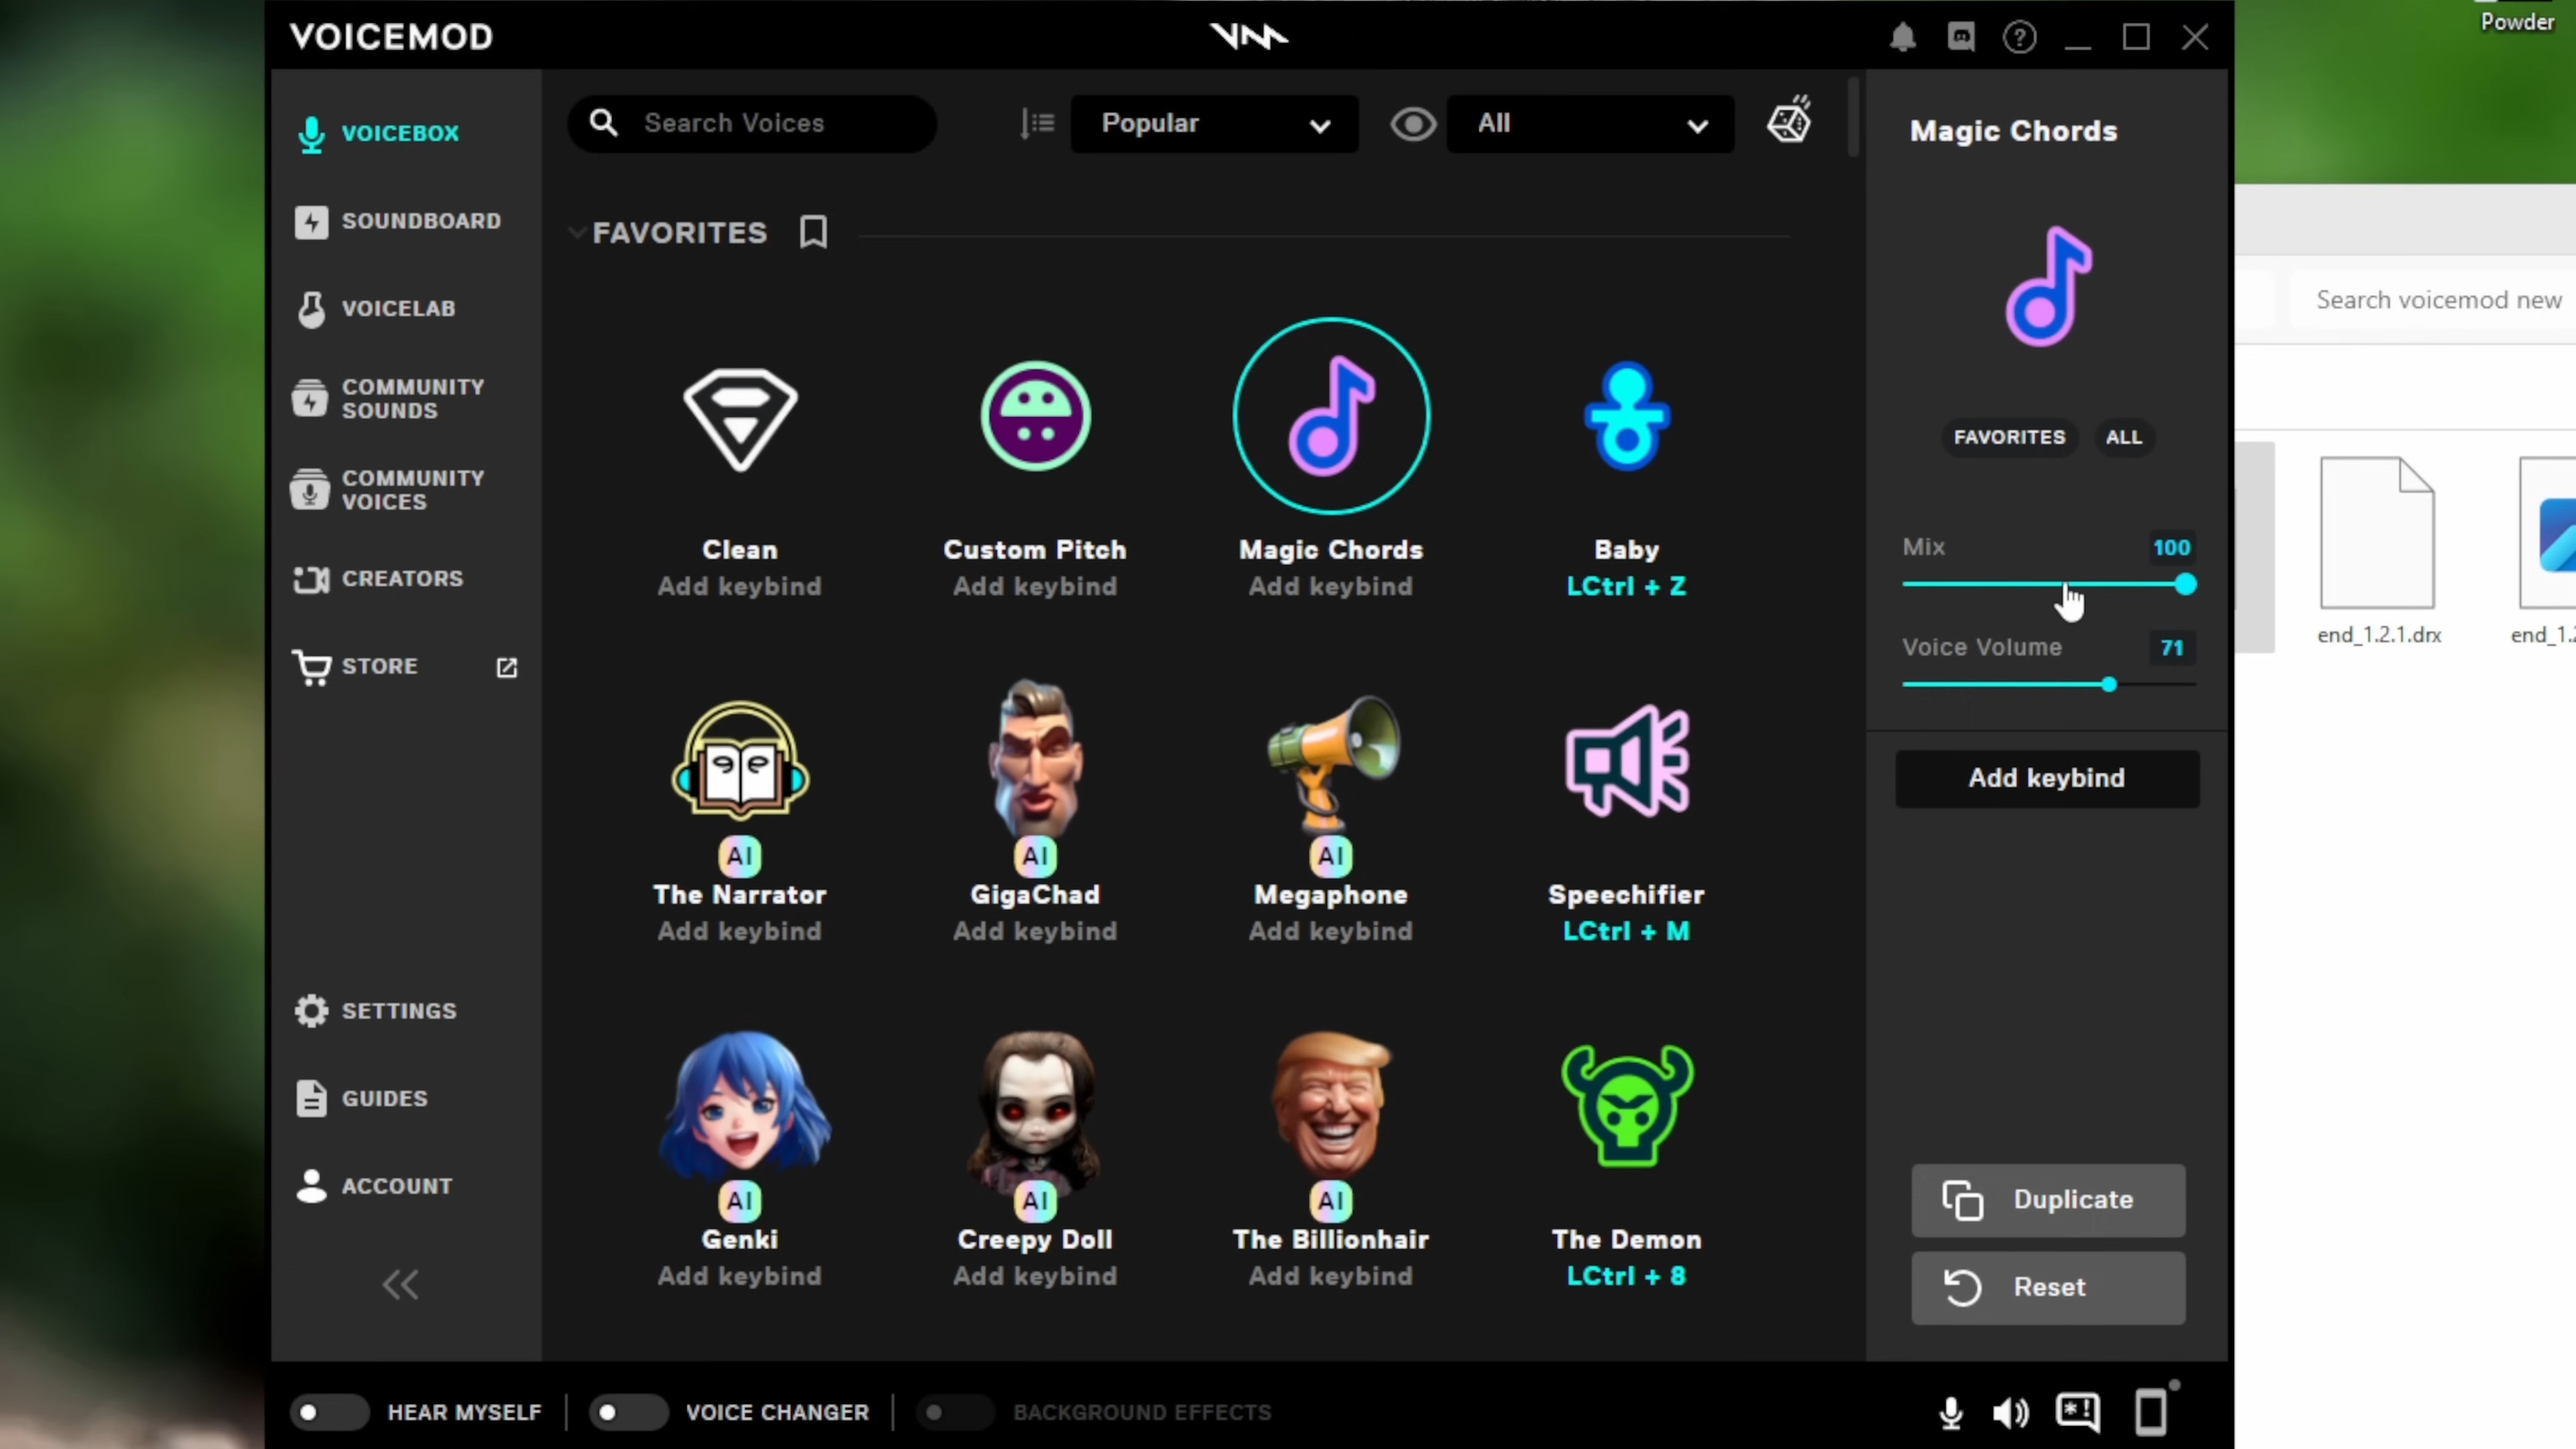 Powder
VOICEMOD
VOICEBOX
SOUNDBOARD
VOICELAB
COMMUNITY
SOUNDS
COMMUNITY
VOICES
CREATORS
STORE
SETTINGS
GUIDES
ACCOUNT
Search Voices
Popular
All
FAVORITES
Clean
Add keybind
Custom Pitch
Add keybind
Magic Chords
Add keybind
Baby
LCtrl + Z
AI
The Narrator
Add keybind
AI
GigaChad
Add keybind
AI
Megaphone
Add keybind
Speechifier
LCtrl + M
AI
Genki
Add keybind
AI
Creepy Doll
Add keybind
AI
The Billionhair
Add keybind
The Demon
LCtrl + 8
Magic Chords
FAVORITES
ALL
Mix 100
Voice Volume 71
Add keybind
Duplicate
Reset
HEAR MYSELF
VOICE CHANGER
BACKGROUND EFFECTS
Search voicemod new
end_1.2.1.drx